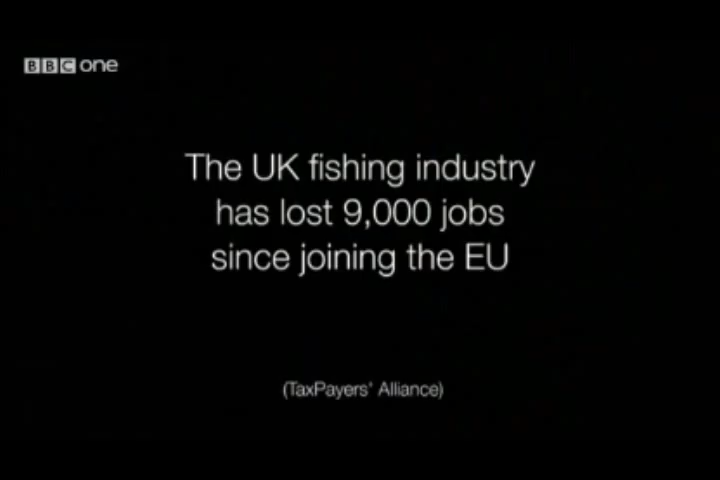 BBC one
The UK fishing industry
has lost 9,000 jobs
since joining the EU
(TaxPayers' Alliance)